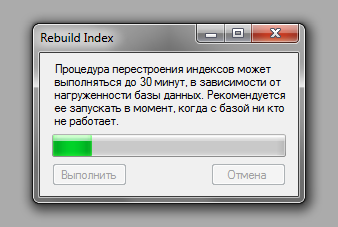 Rebuild Index
Процедура перестроения индексов может
выполняться до 30 минут, в зависимости от
нагруженности базы данных. Рекомендуется
ее запускать в момент, когда с базой ни кто
не работает.
Выполнить
Отмена